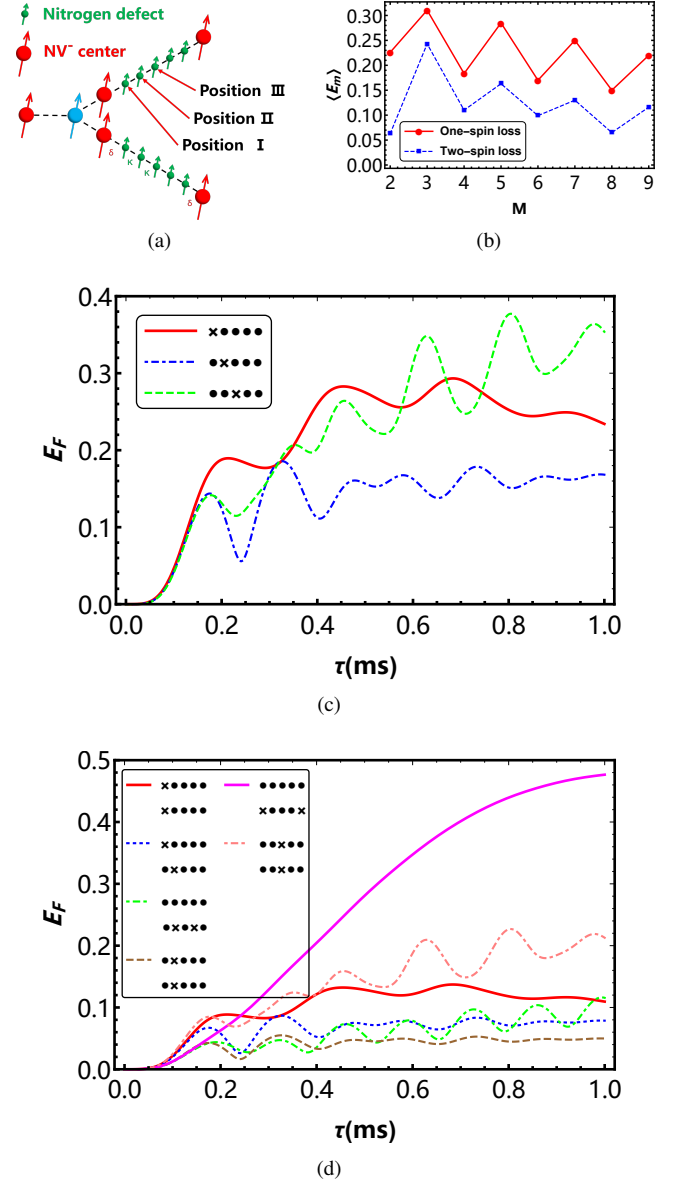 Nitrogen defect
NV⁻ center
Position III
Position II
Position I
δ
κ
κ
δ
(a)
⟨E_m⟩
0.30
0.25
0.20
0.15
0.10
0.05
0.00
One-spin loss
Two-spin loss
2 3 4 5 6 7 8 9
M
(b)
0.4
0.3
0.2
0.1
0.0
E_F
×●●●●
●×●●●
●●×●●
0.0 0.2 0.4 0.6 0.8 1.0
τ(ms)
(c)
0.5
0.4
0.3
0.2
0.1
0.0
E_F
×●●●● ●●●●●
×●●●● ×●●●×
×●●●● ●●×●●
●×●●● ●●×●●
●●●●●
●×●×●
●×●●●
●×●●●
0.0 0.2 0.4 0.6 0.8 1.0
τ(ms)
(d)